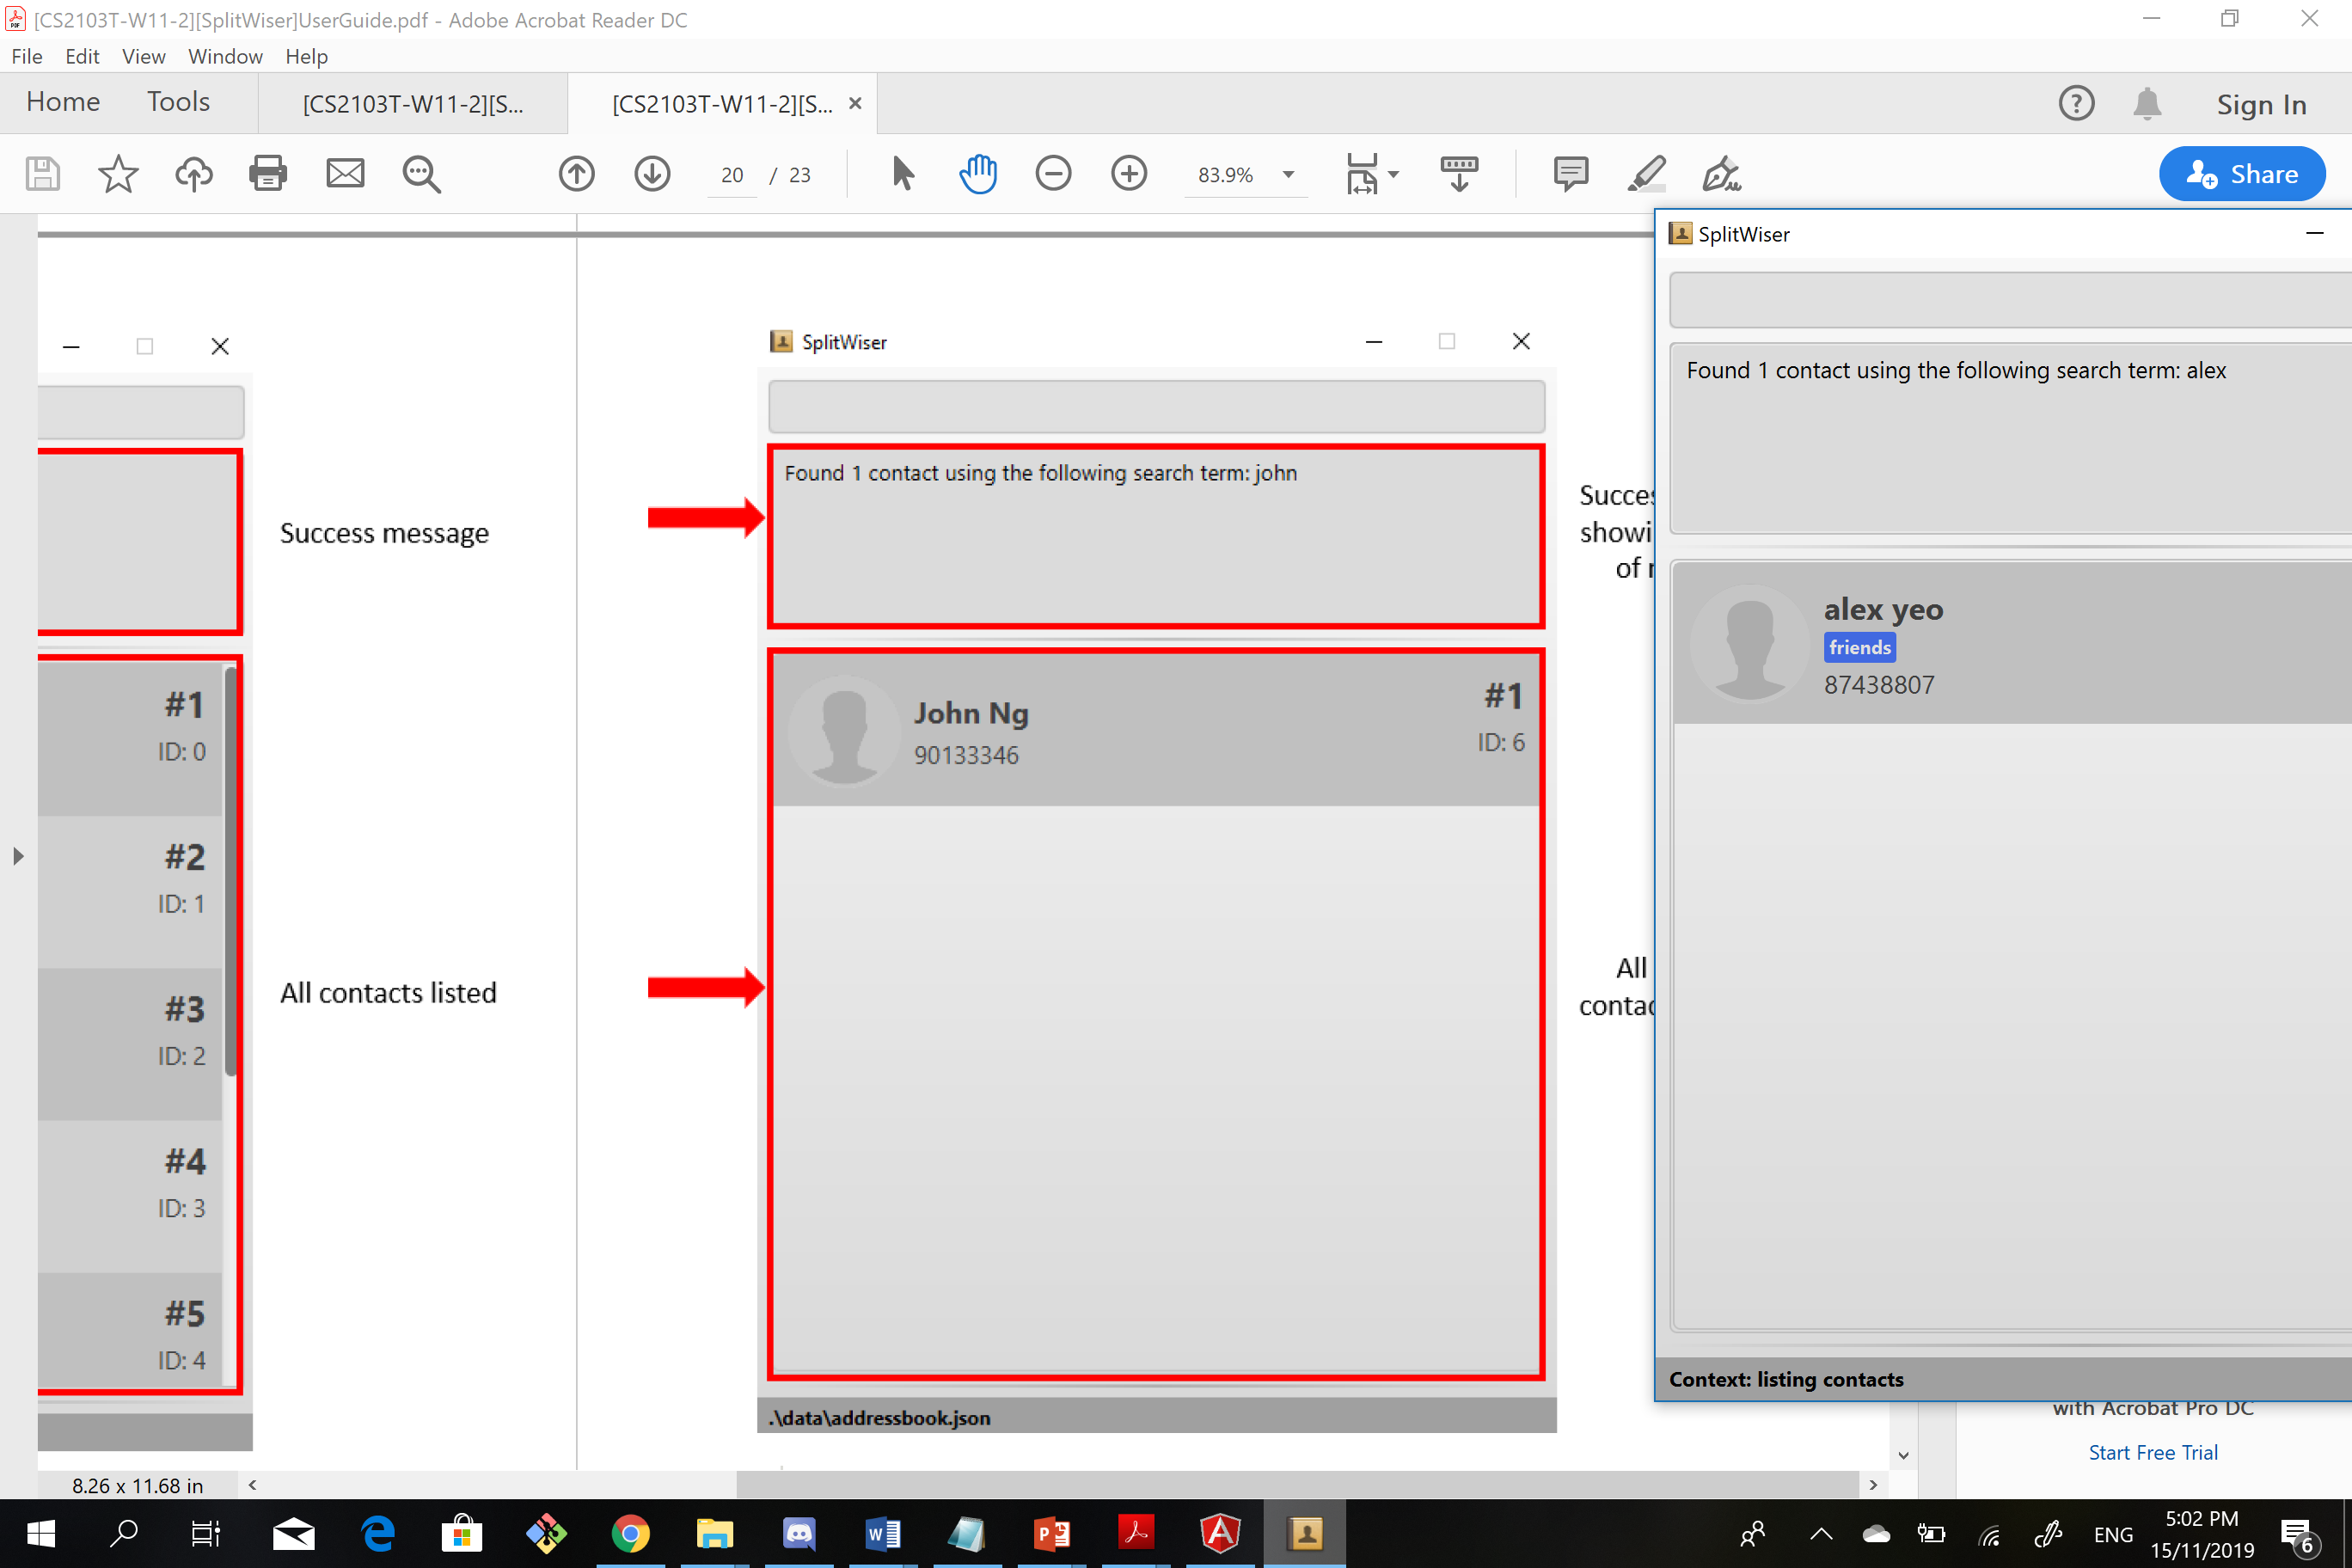 [CS2103T-W11-2][SplitWiser]UserGuide.pdf - Adobe Acrobat Reader DC
File Edit View Window Help
Home Tools [CS2103T-W11-2][S... [CS2103T-W11-2][S... Sign In
20 / 23 83.9% Share
#1
ID: 0
#2
ID: 1
#3
ID: 2
#4
ID: 3
#5
ID: 4
Success message
All contacts listed
SplitWiser
Found 1 contact using the following search term: john
John Ng
90133346
#1
ID: 6
.\data\addressbook.json
Succes
showi
of
All
contac
SplitWiser
Found 1 contact using the following search term: alex
alex yeo
friends
87438807
Context: listing contacts
with Acrobat Pro DC
Start Free Trial
8.26 x 11.68 in
ENG
5:02 PM
15/11/2019
6